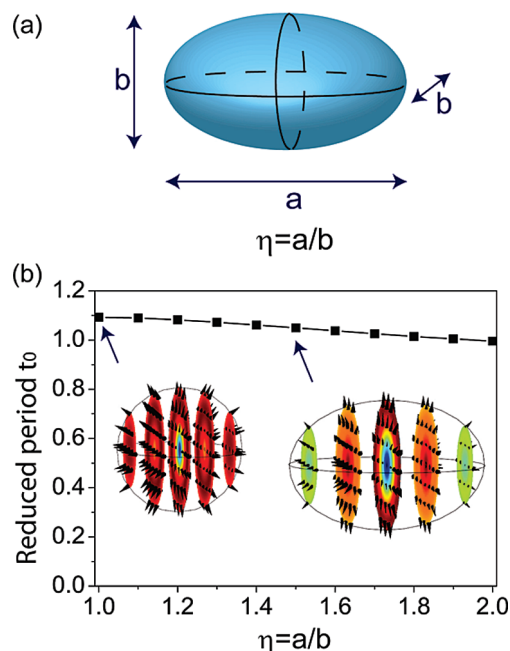 (a)
b
b
a
η=a/b
(b)
Reduced period t₀
1.2
1.0
0.8
0.6
0.4
0.2
0.0
1.0 1.2 1.4 1.6 1.8 2.0
η=a/b